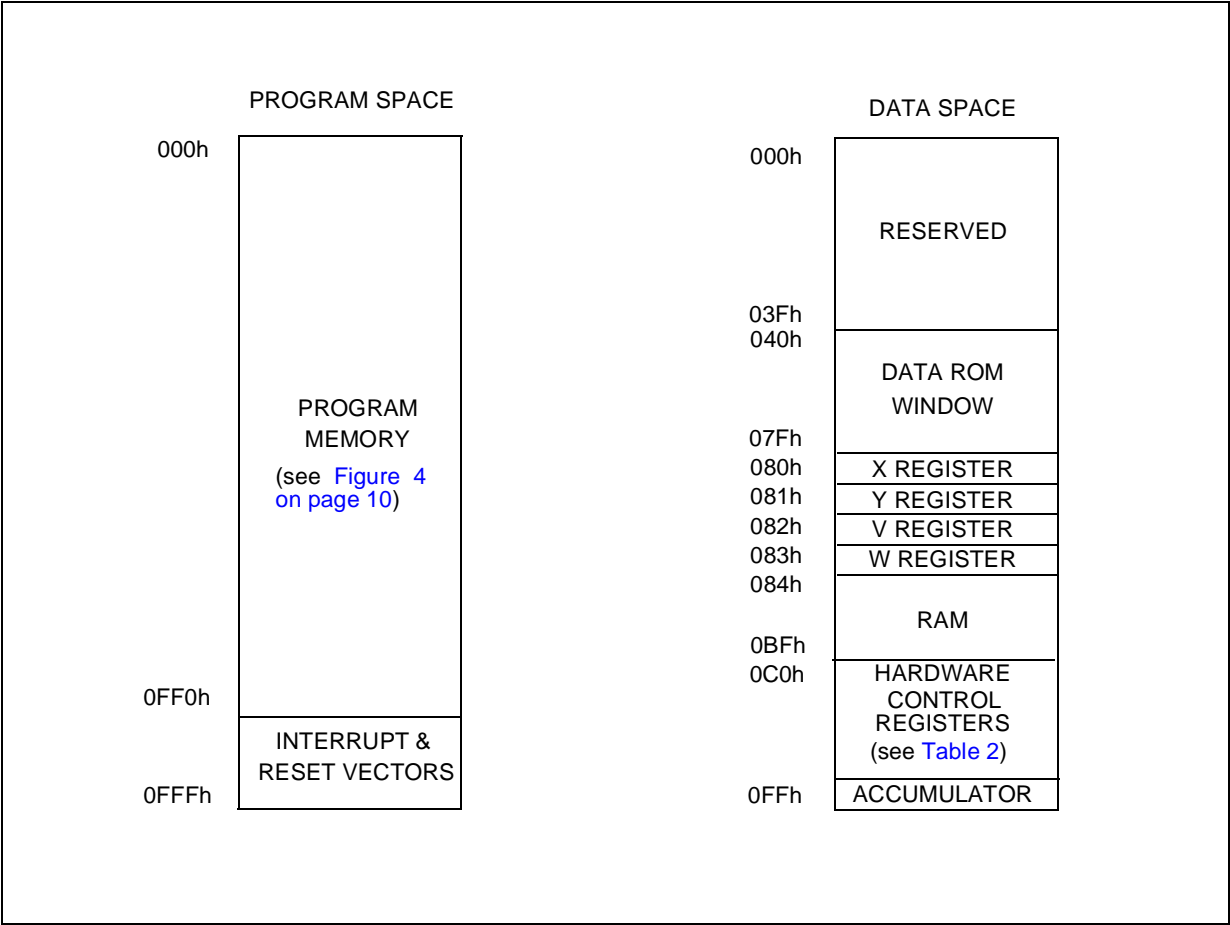 PROGRAM SPACE
000h
PROGRAM
MEMORY
(see Figure 4
on page 10)
0FF0h
INTERRUPT &
RESET VECTORS
0FFFh
DATA SPACE
000h
RESERVED
03Fh
040h
DATA ROM
WINDOW
07Fh
080h X REGISTER
081h Y REGISTER
082h V REGISTER
083h W REGISTER
084h
RAM
0BFh
0C0h HARDWARE
CONTROL
REGISTERS
(see Table 2)
0FFh ACCUMULATOR